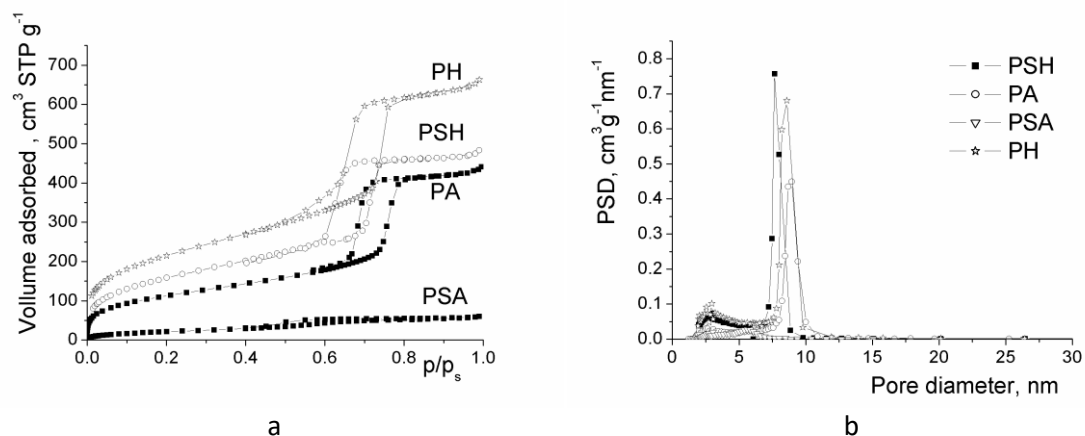 Vollume adsorbed , cm³ STP g⁻¹
700
600
500
400
300
200
100
0
0.0 0.2 0.4 0.6 0.8 1.0
p/pₛ
PH
PSH
PA
PSA
a
PSD, cm³g⁻¹nm⁻¹
0.8
0.7
0.6
0.5
0.4
0.3
0.2
0.1
0.0
0 5 10 15 20 25 30
Pore diameter, nm
PSH
PA
PSA
PH
b